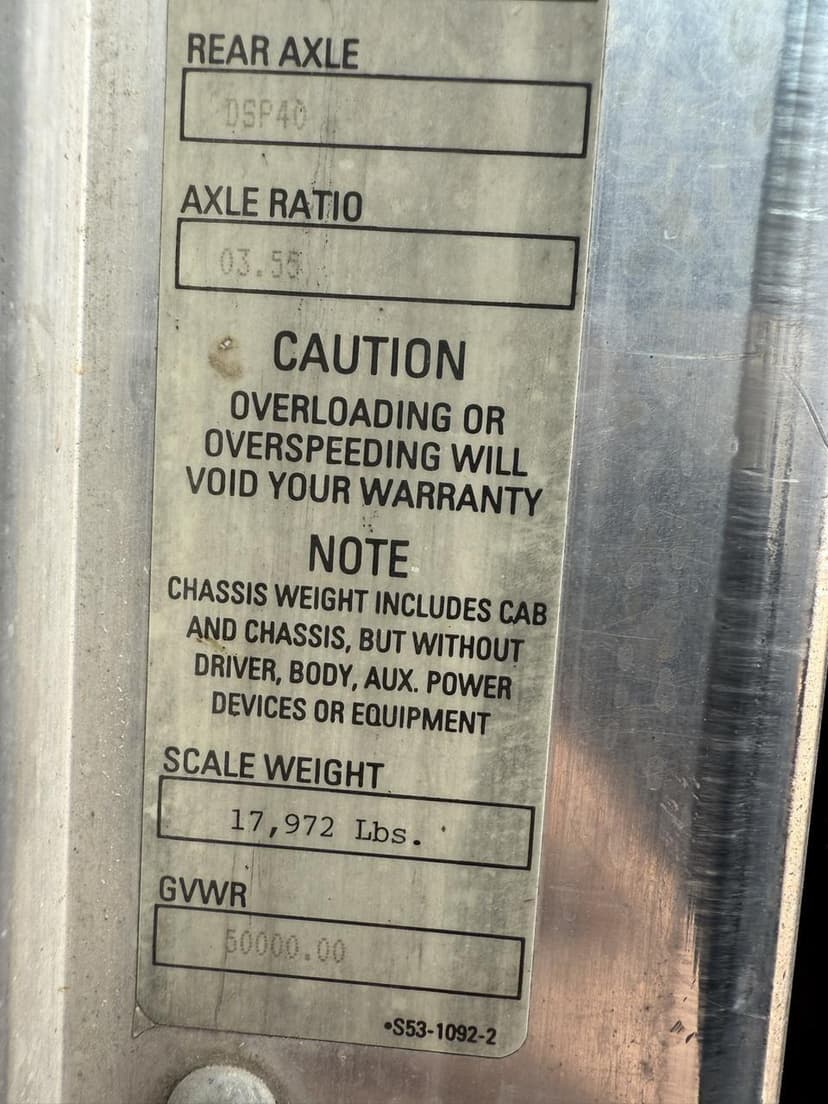 REAR AXLE
DSP40
AXLE RATIO
03.55
CAUTION
OVERLOADING OR
OVERSPEEDING WILL
VOID YOUR WARRANTY
NOTE
CHASSIS WEIGHT INCLUDES CAB
AND CHASSIS, BUT WITHOUT
DRIVER, BODY, AUX. POWER
DEVICES OR EQUIPMENT
SCALE WEIGHT
17,972 Lbs.
GVWR
50000.00
•S53-1092-2